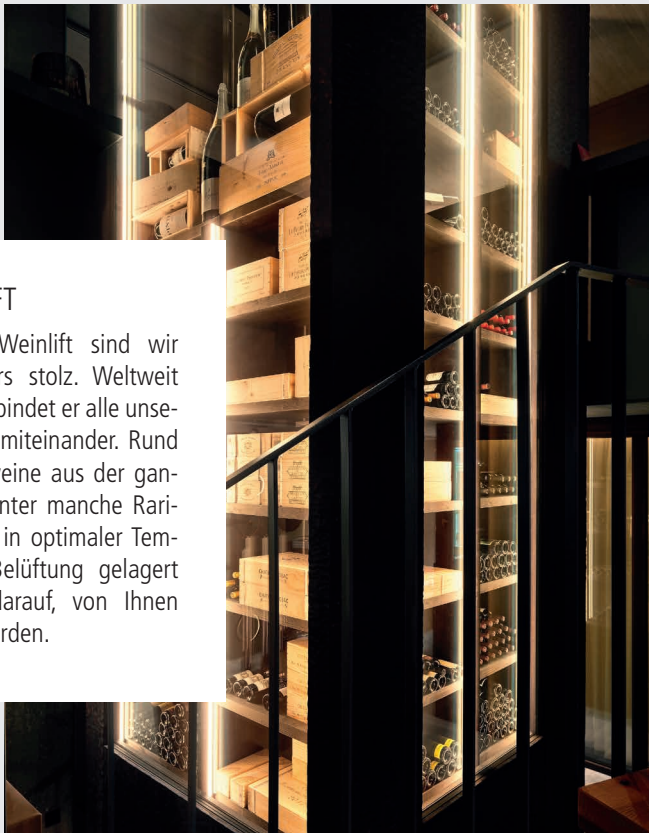 FT
Weinlift sind wir
rs stolz. Weltweit
bindet er alle unse-
miteinander. Rund
eine aus der gan-
nter manche Rari-
in optimaler Tem-
Belüftung gelagert
darauf, von Ihnen
rden.